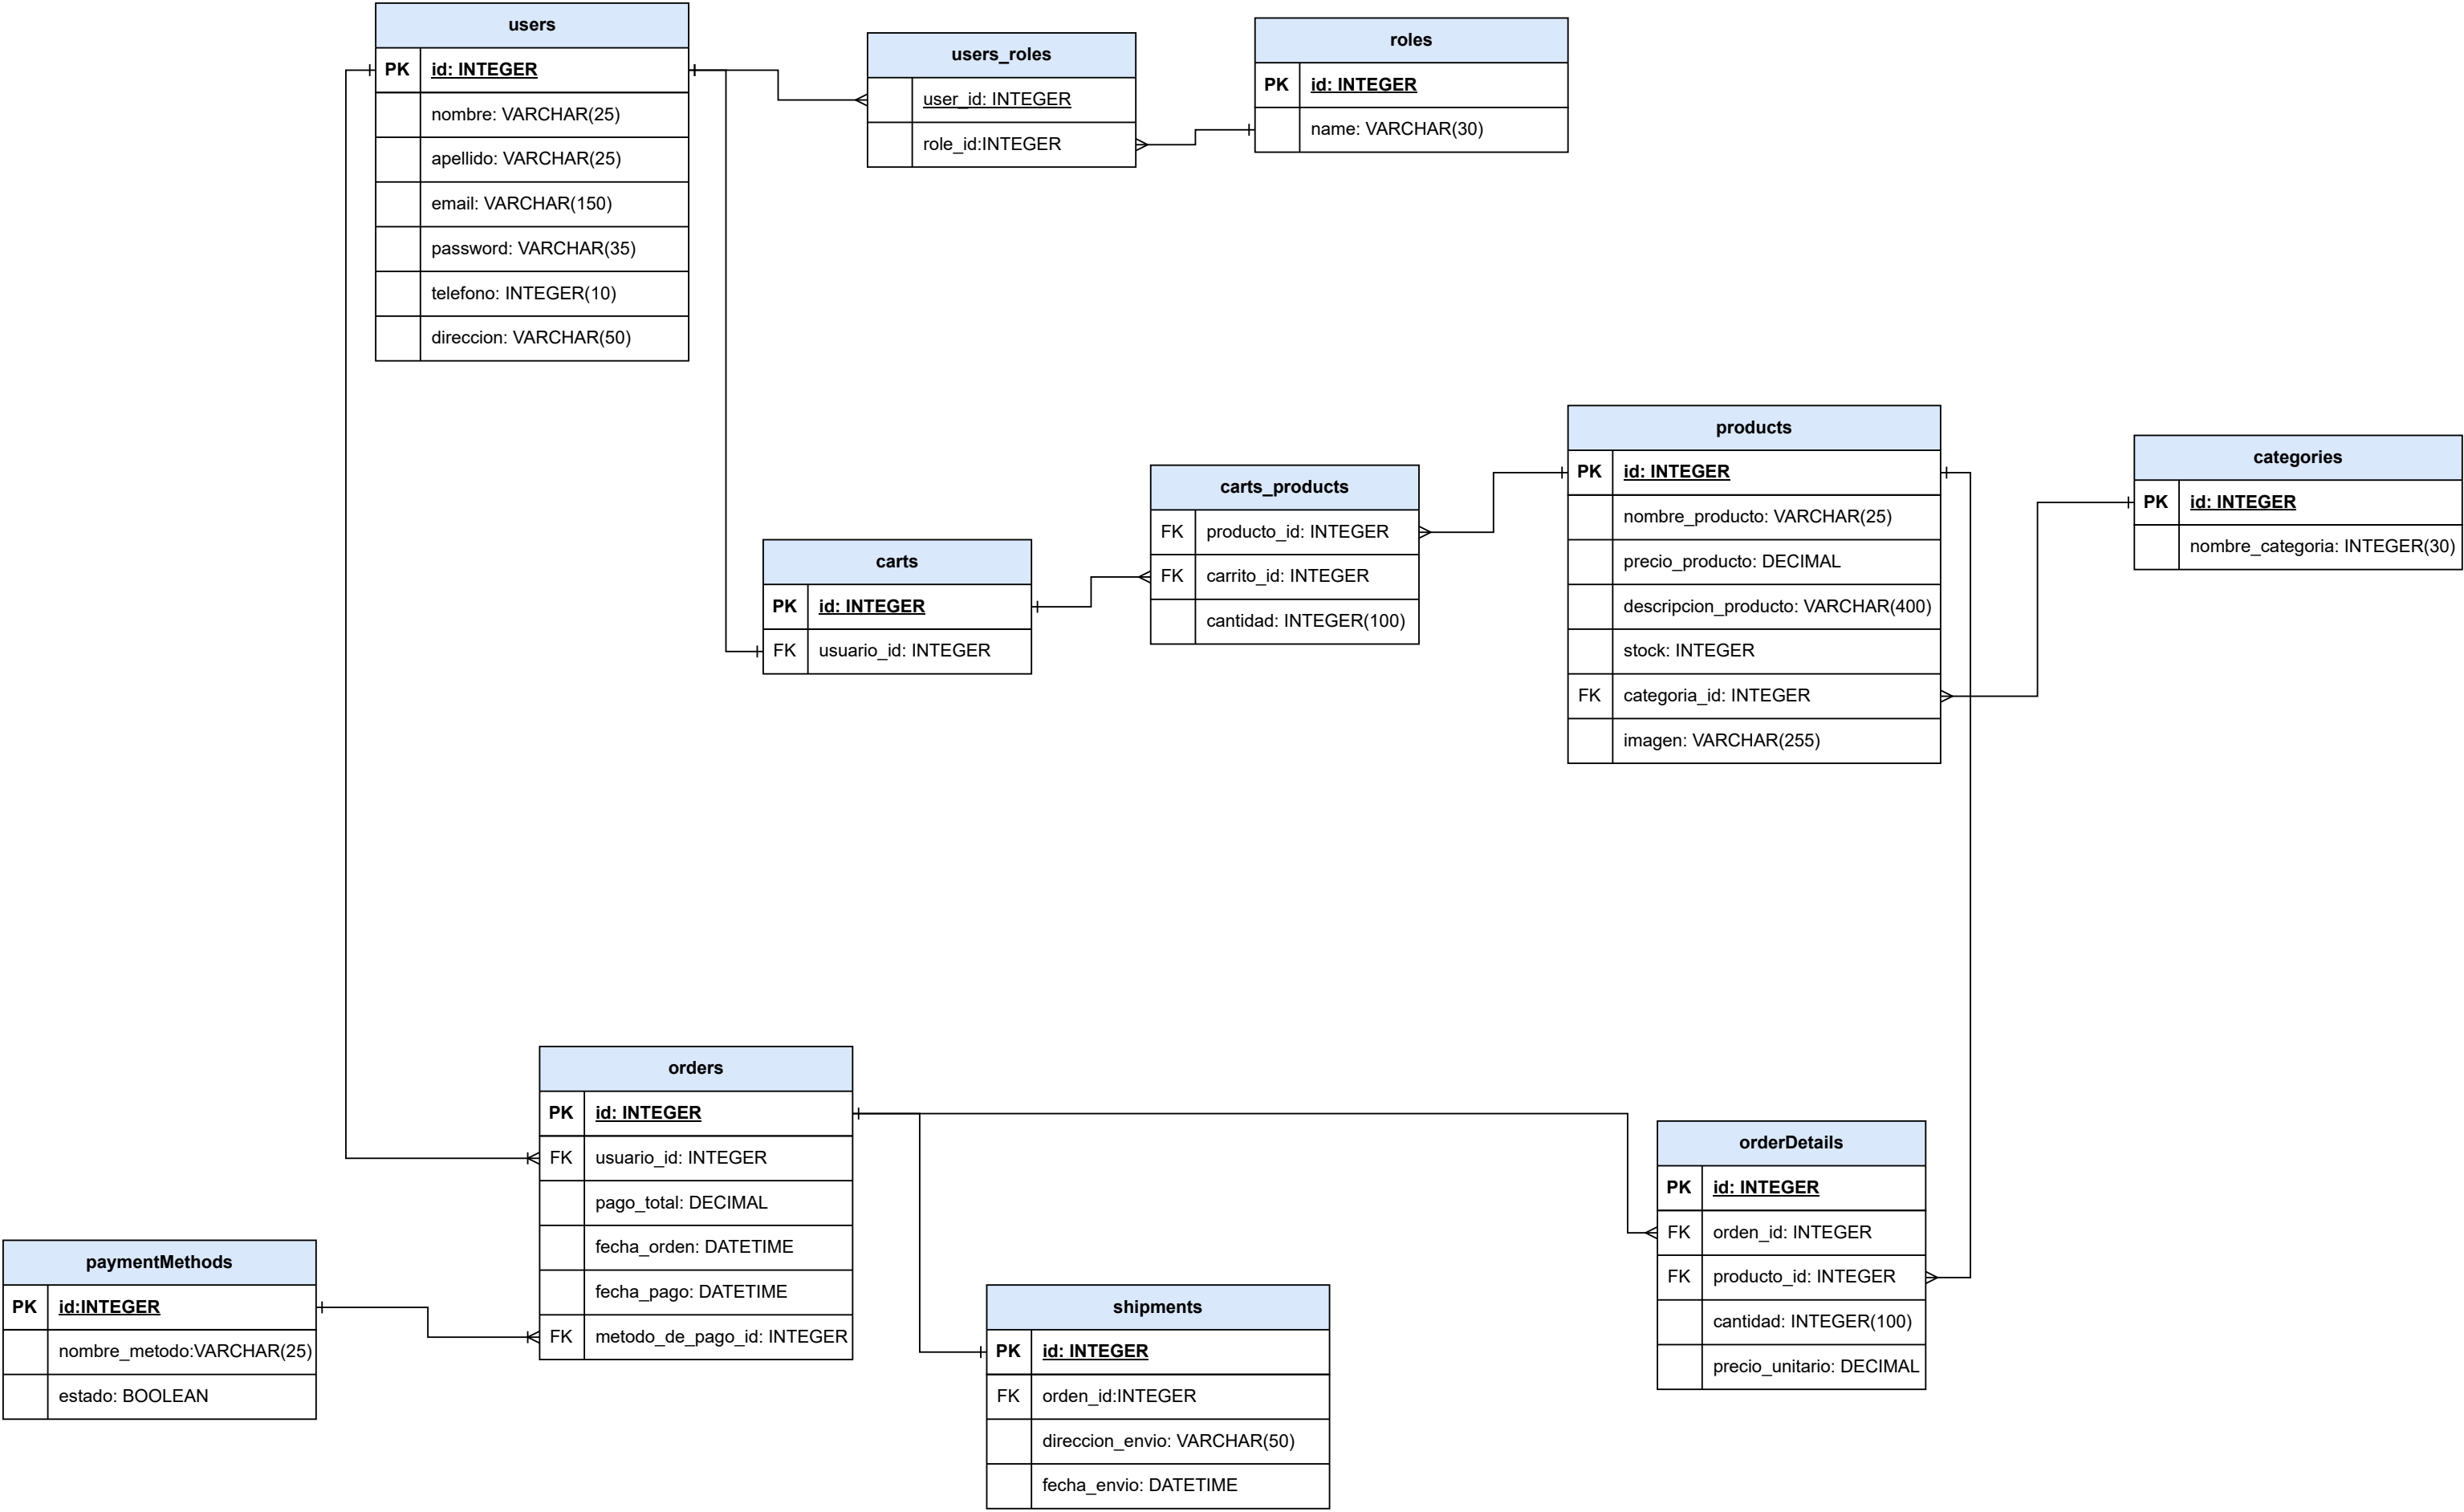 users
PK id: INTEGER
nombre: VARCHAR(25)
apellido: VARCHAR(25)
email: VARCHAR(150)
password: VARCHAR(35)
telefono: INTEGER(10)
direccion: VARCHAR(50)
users_roles
user_id: INTEGER
role_id:INTEGER
roles
PK id: INTEGER
name: VARCHAR(30)
carts
PK id: INTEGER
FK usuario_id: INTEGER
carts_products
FK producto_id: INTEGER
FK carrito_id: INTEGER
cantidad: INTEGER(100)
products
PK id: INTEGER
nombre_producto: VARCHAR(25)
precio_producto: DECIMAL
descripcion_producto: VARCHAR(400)
stock: INTEGER
FK categoria_id: INTEGER
imagen: VARCHAR(255)
categories
PK id: INTEGER
nombre_categoria: INTEGER(30)
paymentMethods
PK id:INTEGER
nombre_metodo:VARCHAR(25)
estado: BOOLEAN
orders
PK id: INTEGER
FK usuario_id: INTEGER
pago_total: DECIMAL
fecha_orden: DATETIME
fecha_pago: DATETIME
FK metodo_de_pago_id: INTEGER
shipments
PK id: INTEGER
FK orden_id:INTEGER
direccion_envio: VARCHAR(50)
fecha_envio: DATETIME
orderDetails
PK id: INTEGER
FK orden_id: INTEGER
FK producto_id: INTEGER
cantidad: INTEGER(100)
precio_unitario: DECIMAL